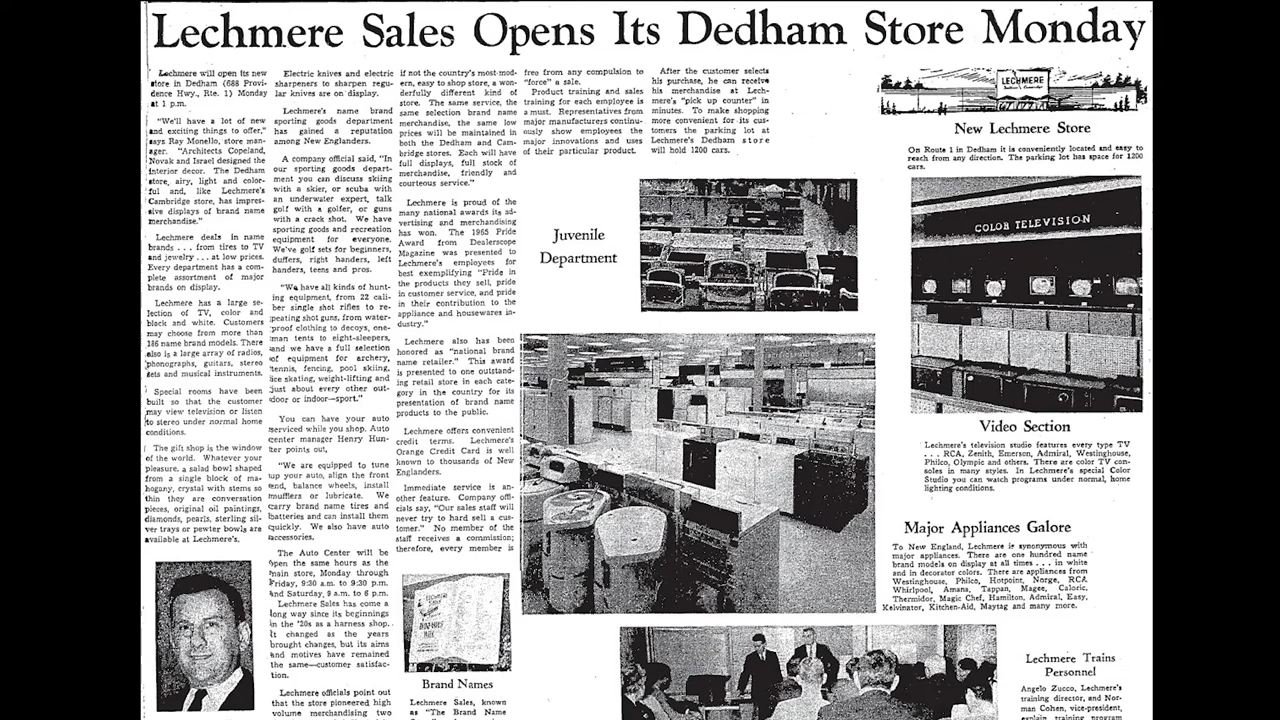 Lechmere Sales Opens Its Dedham Store Monday
Lechmere will open its new
store in Dedham (688 Provi-
dence Hwy., Rte. 1) Monday
at 1 p.m.
"We'll have a lot of new
and exciting things to offer,"
says Ray Monello, store man-
ager. "Architects Copeland,
Novak and Israel designed the
interior decor. The Dedham
store, airy, light and color-
ful and, like Lechmere's
Cambridge store, has impres-
sive displays of brand name
merchandise."
Lechmere deals in name
brands . . . from tires to TV
and jewelry . . . at low prices.
Every department has a com-
plete assortment of major
brands on display.
Lechmere has a large se-
lection of TV, color and
black and white. Customers
may choose from more than
186 name brand models. There
also is a large array of radios,
phonographs, guitars, stereo
sets and musical instruments.
Special rooms have been
built so that the customer
may view television or listen
to stereo under normal home
conditions.
The gift shop is the window
of the world. Whatever your
pleasure, a salad bowl shaped
from a single block of ma-
hogany, crystal with stems so
thin they are conversation
pieces, original oil paintings,
diamonds, pearls, sterling sil-
ver trays or pewter bowls are
available at Lechmere's.
Electric knives and electric
sharpeners to sharpen regu-
lar knives are on display.
Lechmere's name brand
sporting goods department
has gained a reputation
among New Englanders.
A company official said, "In
our sporting goods depart-
ment you can discuss skiing
with a skier, or scuba with
an underwater expert, talk
golf with a golfer, or guns
with a crack shot. We have
sporting goods and recreation
equipment for everyone.
We've golf sets for beginners,
duffers, right handers, left
handers, teens and pros.
"We have all kinds of hunt-
ing equipment, from 22 cali-
ber single shot rifles to re-
peating shot guns, from water-
proof clothing to decoys, one-
man tents to eight-sleepers,
and we have a full selection
of equipment for archery,
tennis, fencing, pool skiing,
ice skating, weight-lifting and
just about every other out-
door or indoor—sport."
You can have your auto
serviced while you shop. Auto
center manager Henry Hun-
ter points out,
"We are equipped to tune
up your auto, align the front
end, balance wheels, install
mufflers or lubricate. We
carry brand name tires and
batteries and can install them
quickly. We also have auto
accessories.
The Auto Center will be
open the same hours as the
main store, Monday through
Friday, 9:30 a.m. to 9:30 p.m.
and Saturday, 9 a.m. to 6 p.m.
Lechmere Sales has come a
long way since its beginnings
in the '20s as a harness shop.
It changed as the years
brought changes, but its aims
and motives have remained
the same—customer satisfac-
tion.
Lechmere officials point out
that the store pioneered high
volume merchandising two
if not the country's most-mod-
ern, easy to shop store, a won-
derfully different kind of
store. The same service, the
same selection brand name
merchandise, the same low
prices will be maintained in
both the Dedham and Cam-
bridge stores. Each will have
full displays, full stock of
merchandise, friendly and
courteous service."
Lechmere is proud of the
many national awards its ad-
vertising and merchandising
has won. The 1965 Pride
Award from Dealerscope
Magazine was presented to
Lechmere's employees for
best exemplifying "Pride in
the products they sell, pride
in customer service, and pride
in their contribution to the
appliance and housewares in-
dustry."
Lechmere also has been
honored as "national brand
name retailer." This award
is presented to one outstand-
ing retail store in each cate-
gory in the country for its
presentation of brand name
products to the public.
Lechmere offers convenient
credit terms. Lechmere's
Orange Credit Card is well
known to thousands of New
Englanders.
Immediate service is an-
other feature. Company offi-
cials say, "Our sales staff will
never try to hard sell a cus-
tomer." No member of the
staff receives a commission;
therefore, every member is
Brand Names
Lechmere Sales, known
as "The Brand Name
free from any compulsion to
"force" a sale.
Product training and sales
training for each employee is
a must. Representatives from
major manufacturers continu-
ously show employees the
major innovations and uses
of their particular product.
After the customer selects
his purchase, he can receive
his merchandise at Lech-
mere's "pick up counter" in
minutes. To make shopping
more convenient for its cus-
tomers the parking lot at
Lechmere's Dedham store
will hold 1200 cars.
Juvenile
Department
LECHMERE
New Lechmere Store
On Route 1 in Dedham it is conveniently located and easy to
reach from any direction. The parking lot has space for 1200
cars.
COLOR TELEVISION
Video Section
Lechmere's television studio features every type TV
. . . RCA, Zenith, Emerson, Admiral, Westinghouse,
Philco, Olympic and others. There are color TV con-
soles in many styles. In Lechmere's special Color
Studio you can watch programs under normal, home
lighting conditions.
Major Appliances Galore
To New England, Lechmere is synonymous with
major appliances. There are one hundred name
brand models on display at all times . . . in white
and in decorator colors. There are appliances from
Westinghouse, Philco, Hotpoint, Norge, RCA
Whirlpool, Amana, Tappan, Magee, Caloric,
Thermidor, Magic Chef, Hamilton, Admiral, Easy,
Kelvinator, Kitchen-Aid, Maytag and many more.
Lechmere Trains
Personnel
Angelo Zucco, Lechmere's
training director, and Nor-
man Cohen, vice-president,
explain training program